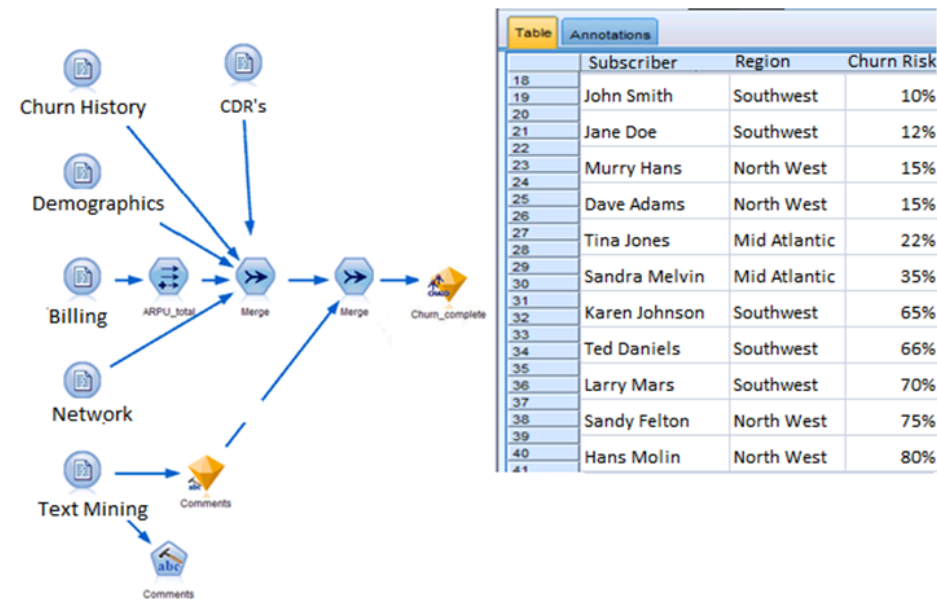 Churn History
CDR's
Demographics
Billing
ARPU_total
Merge
Merge
CHAID
Churn_complete
Network
Text Mining
abc
Comments
abc
Comments
Table
Annotations
Subscriber Region Churn Risk
18
19 John Smith Southwest 10%
20
21 Jane Doe Southwest 12%
22
23 Murry Hans North West 15%
24
25 Dave Adams North West 15%
26
27 Tina Jones Mid Atlantic 22%
28
29 Sandra Melvin Mid Atlantic 35%
30
31 Karen Johnson Southwest 65%
32
33
34 Ted Daniels Southwest 66%
35
36 Larry Mars Southwest 70%
37
38 Sandy Felton North West 75%
39
40 Hans Molin North West 80%
41